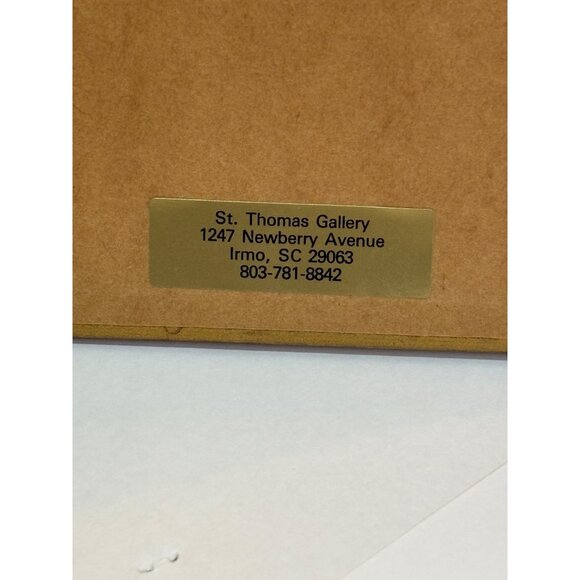 St. Thomas Gallery
1247 Newberry Avenue
Irmo, SC 29063
803-781-8842